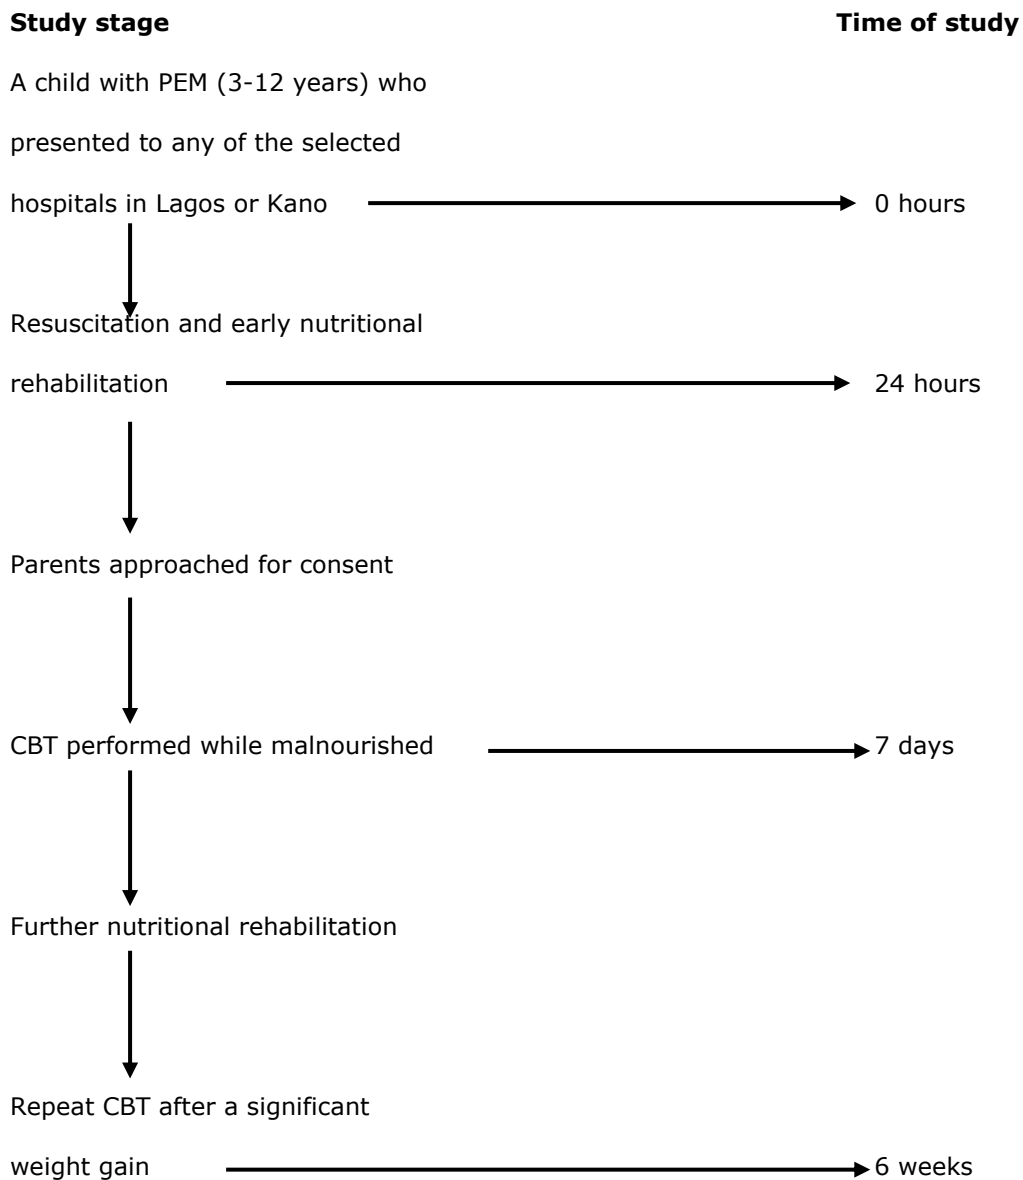 Study stage Time of study
A child with PEM (3-12 years) who
presented to any of the selected
hospitals in Lagos or Kano 0 hours
Resuscitation and early nutritional
rehabilitation 24 hours
Parents approached for consent
CBT performed while malnourished 7 days
Further nutritional rehabilitation
Repeat CBT after a significant
weight gain 6 weeks